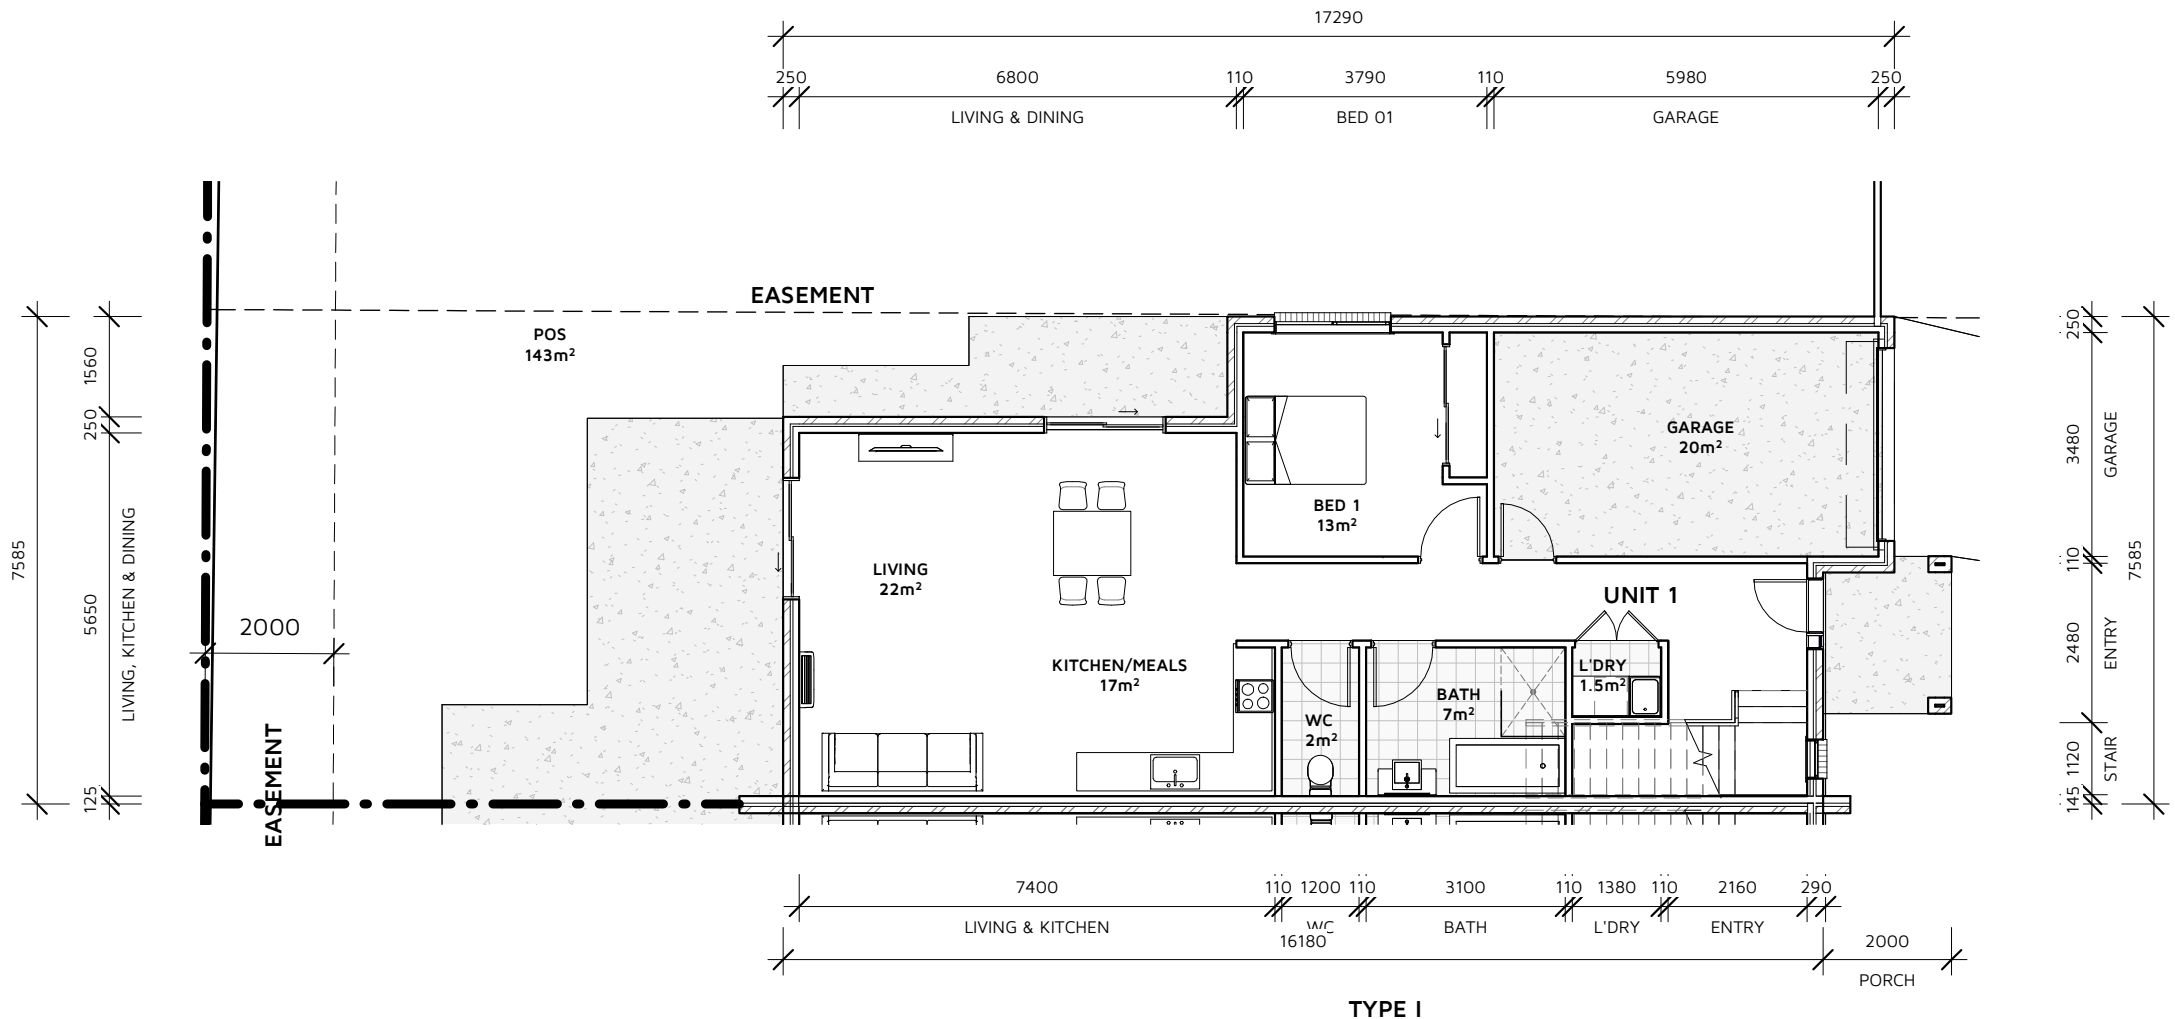 17290
250 6800 110 3790 110 5980 250
LIVING & DINING BED 01 GARAGE
EASEMENT
POS
143m²
GARAGE
20m²
BED 1
13m²
LIVING
22m²
UNIT 1
KITCHEN/MEALS
17m²
L'DRY
1.5m²
BATH
7m²
WC
2m²
2000
EASEMENT
7585
1560
250
5650
125
LIVING, KITCHEN & DINING
250
3480
110
2480
1120
145
GARAGE
ENTRY
STAIR
7585
7400 110 1200 110 3100 110 1380 110 2160 290
LIVING & KITCHEN WC BATH L'DRY ENTRY
16180 2000
PORCH
TYPE I